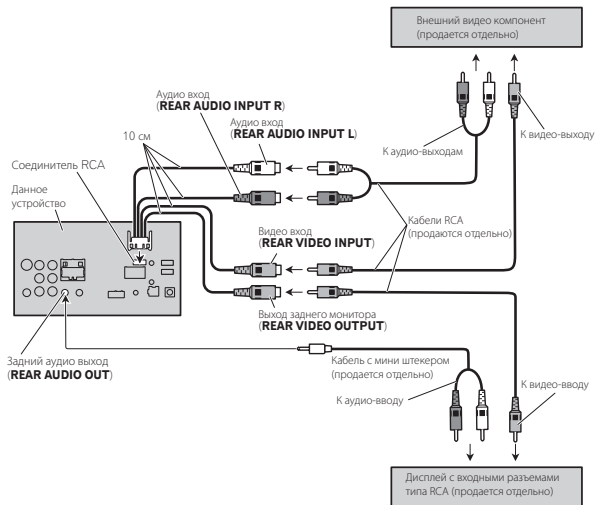 Внешний видео компонент
(продается отдельно)
Аудио вход
(REAR AUDIO INPUT R)
Аудио вход
(REAR AUDIO INPUT L)
10 см
К аудио-выходам
К видео-выходу
Соединитель RCA
Данное
устройство
Кабели RCA
(продаются отдельно)
Видео вход
(REAR VIDEO INPUT)
Выход заднего монитора
(REAR VIDEO OUTPUT)
Задний аудио выход
(REAR AUDIO OUT)
Кабель с мини штекером
(продается отдельно)
К аудио-вводу
К видео-вводу
Дисплей с входными разъемами
типа RCA (продается отдельно)